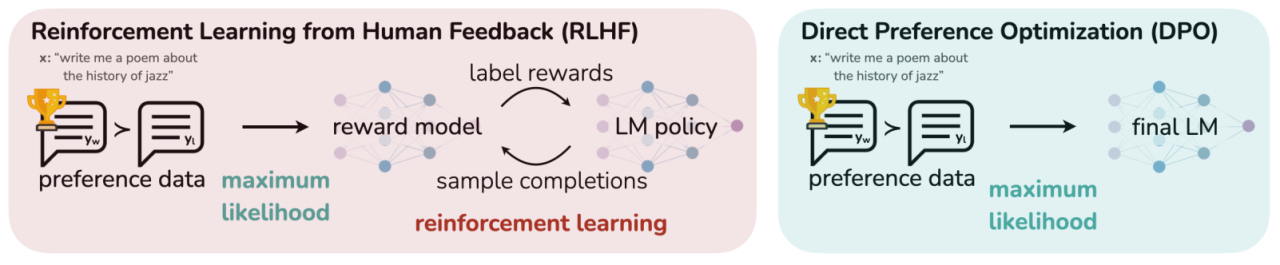 Reinforcement Learning from Human Feedback (RLHF)
x: “write me a poem about
the history of jazz”
label rewards
yw
>
yl
reward model
LM policy
preference data
maximum
likelihood
sample completions
reinforcement learning
Direct Preference Optimization (DPO)
x: “write me a poem about
the history of jazz”
yw
>
yl
final LM
preference data
maximum
likelihood